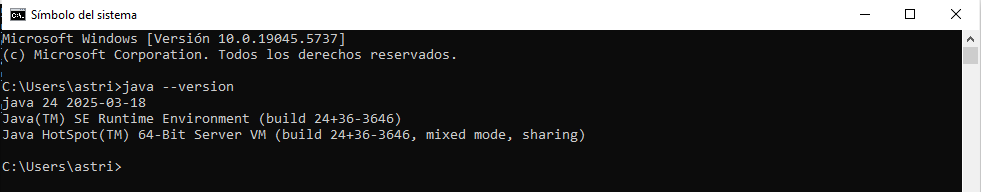 Símbolo del sistema
Microsoft Windows [Versión 10.0.19045.5737]
(c) Microsoft Corporation. Todos los derechos reservados.
C:\Users\astri>java --version
java 24 2025-03-18
Java(TM) SE Runtime Environment (build 24+36-3646)
Java HotSpot(TM) 64-Bit Server VM (build 24+36-3646, mixed mode, sharing)
C:\Users\astri>